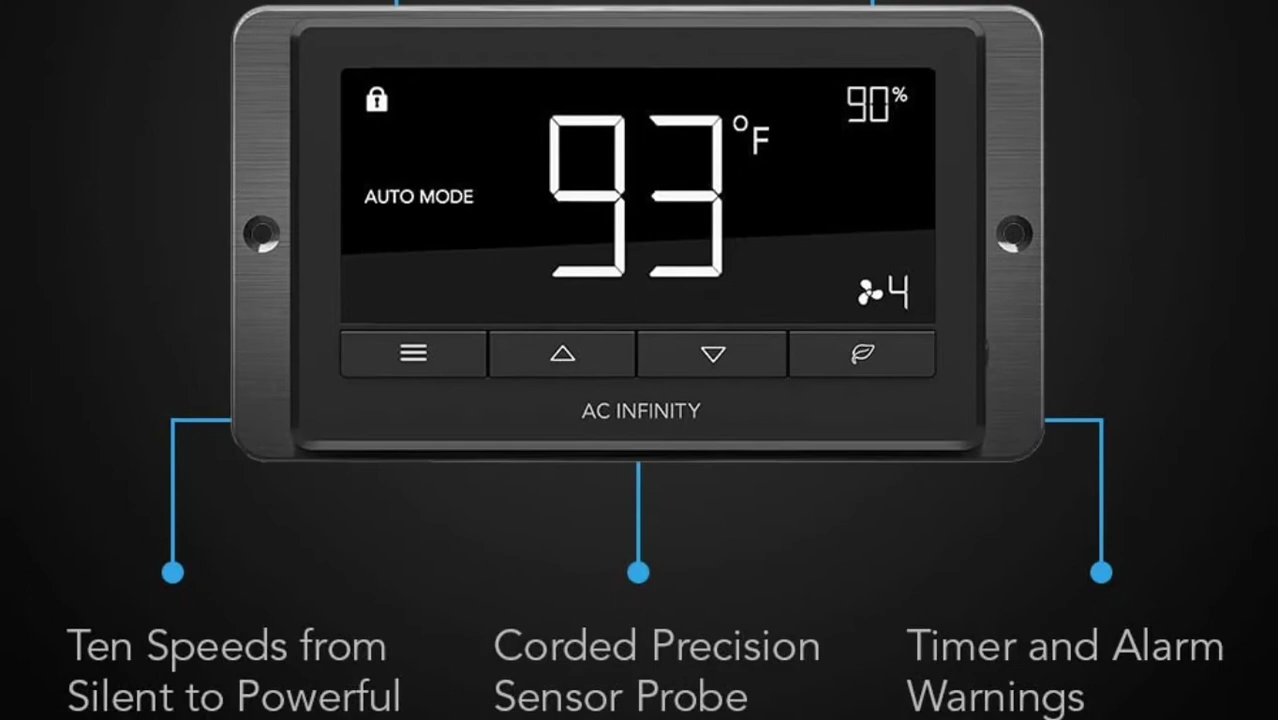 90%
93°F
AUTO MODE
4
AC INFINITY
Ten Speeds from
Silent to Powerful
Corded Precision
Sensor Probe
Timer and Alarm
Warnings